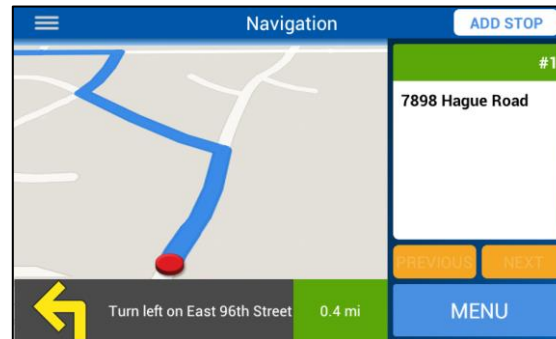 Navigation
ADD STOP
#1
7898 Hague Road
PREVIOUS
NEXT
Turn left on East 96th Street
0.4 mi
MENU